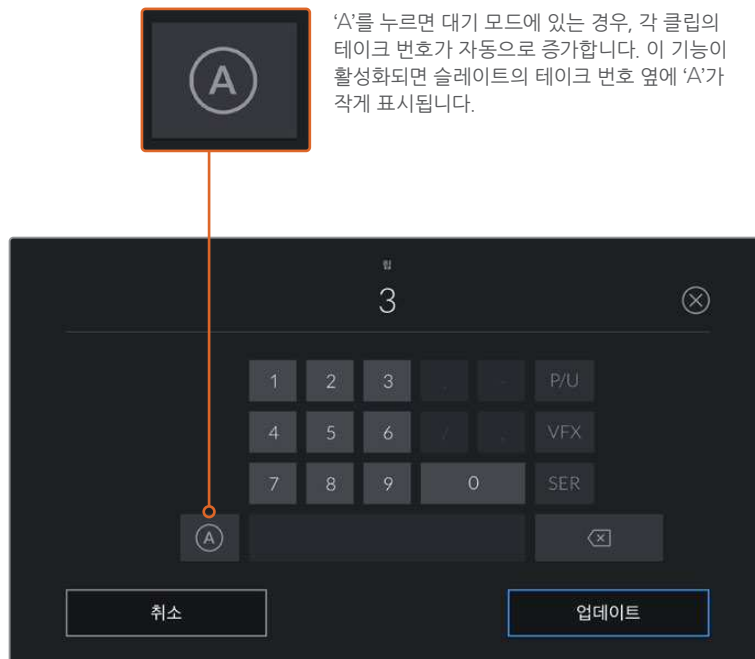 A
‘A’를 누르면 대기 모드에 있는 경우, 각 클립의
테이크 번호가 자동으로 증가합니다. 이 기능이
활성화되면 슬레이트의 테이크 번호 옆에 ‘A’가
작게 표시됩니다.
3
1 2 3 , - P/U
4 5 6 / . VFX
7 8 9 0 SER
A
취소 업데이트